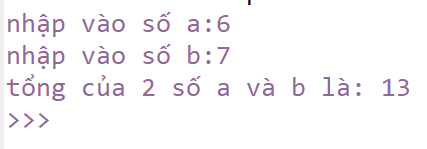 nhập vào số a:6
nhập vào số b:7
tổng của 2 số a và b là: 13
>>>